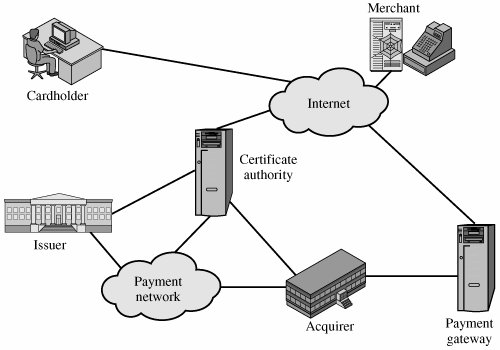 Merchant
Cardholder
Internet
Certificate
authority
Issuer
Payment
network
Acquirer
Payment
gateway